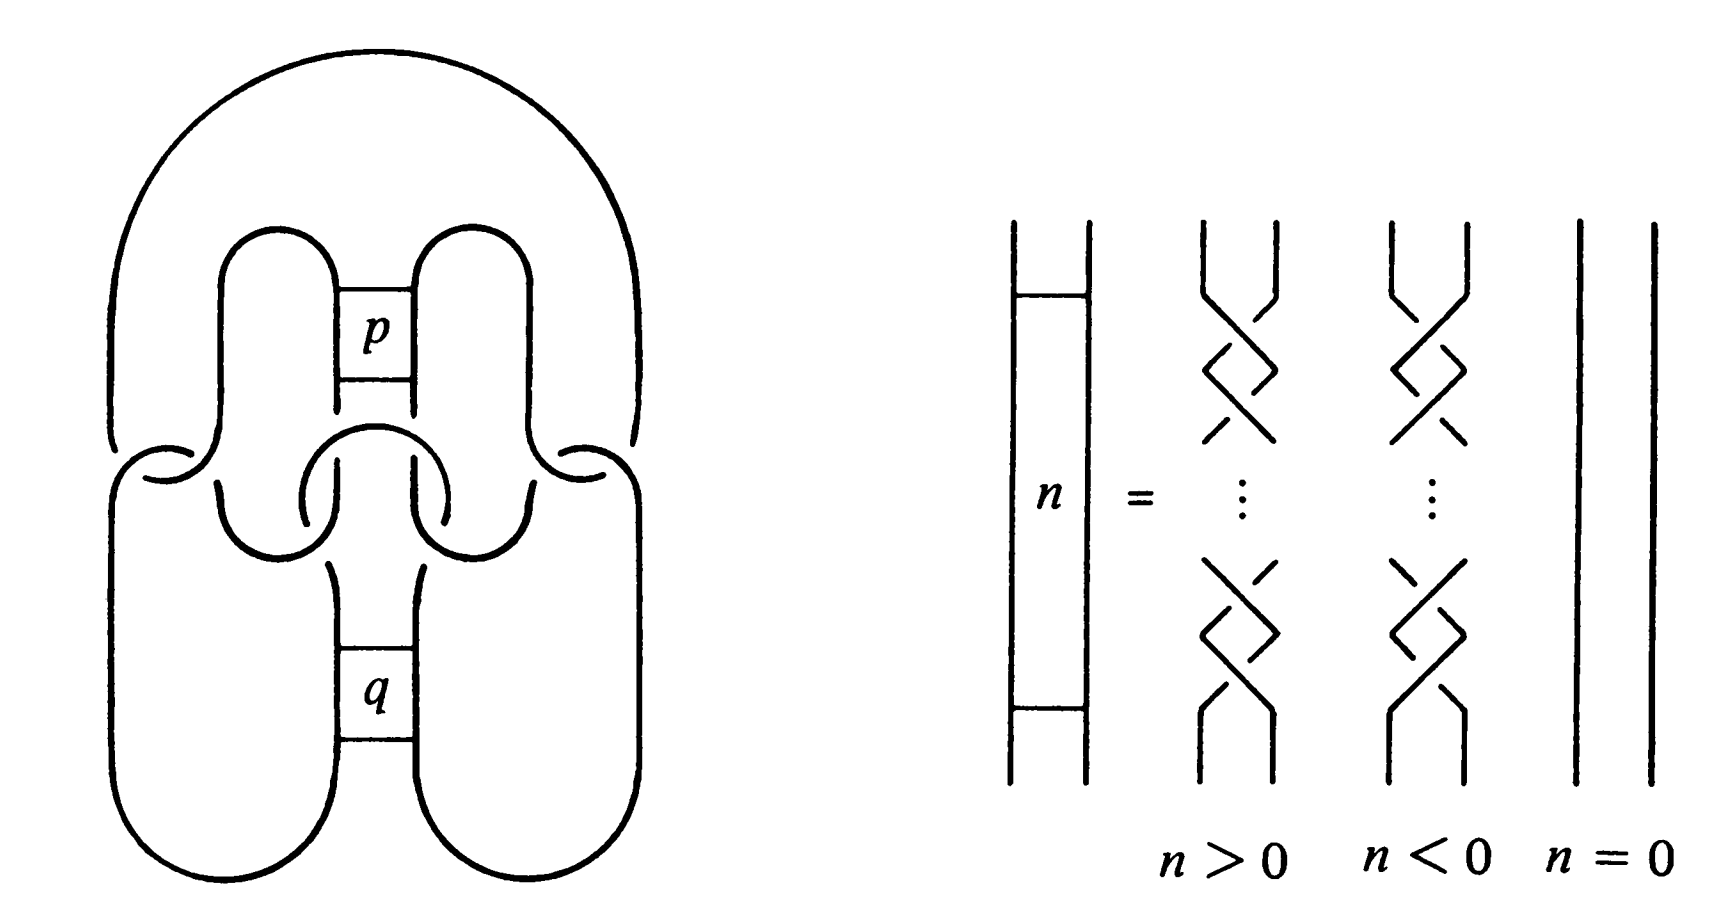 p
q
n =
n > 0
n < 0
n = 0